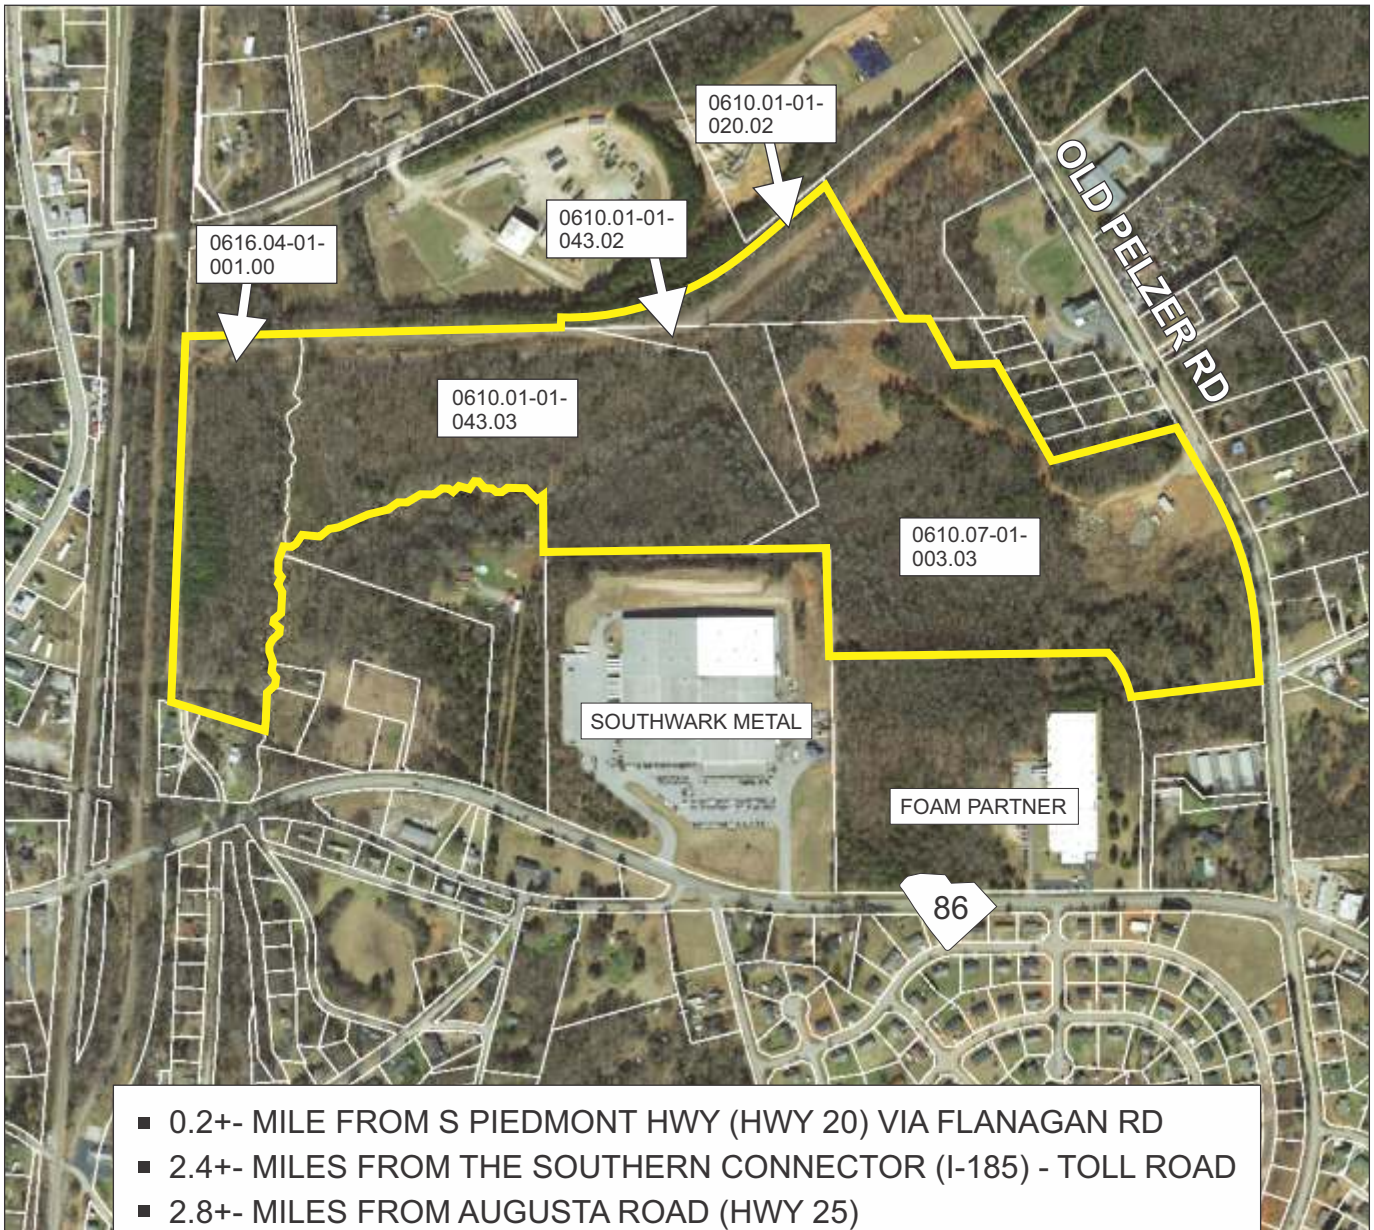 0610.01-01-
020.02
OLD PELZER RD
0610.01-01-
043.02
0616.04-01-
001.00
0610.01-01-
043.03
0610.07-01-
003.03
SOUTHWARK METAL
FOAM PARTNER
86
▪ 0.2+- MILE FROM S PIEDMONT HWY (HWY 20) VIA FLANAGAN RD
▪ 2.4+- MILES FROM THE SOUTHERN CONNECTOR (I-185) - TOLL ROAD
▪ 2.8+- MILES FROM AUGUSTA ROAD (HWY 25)